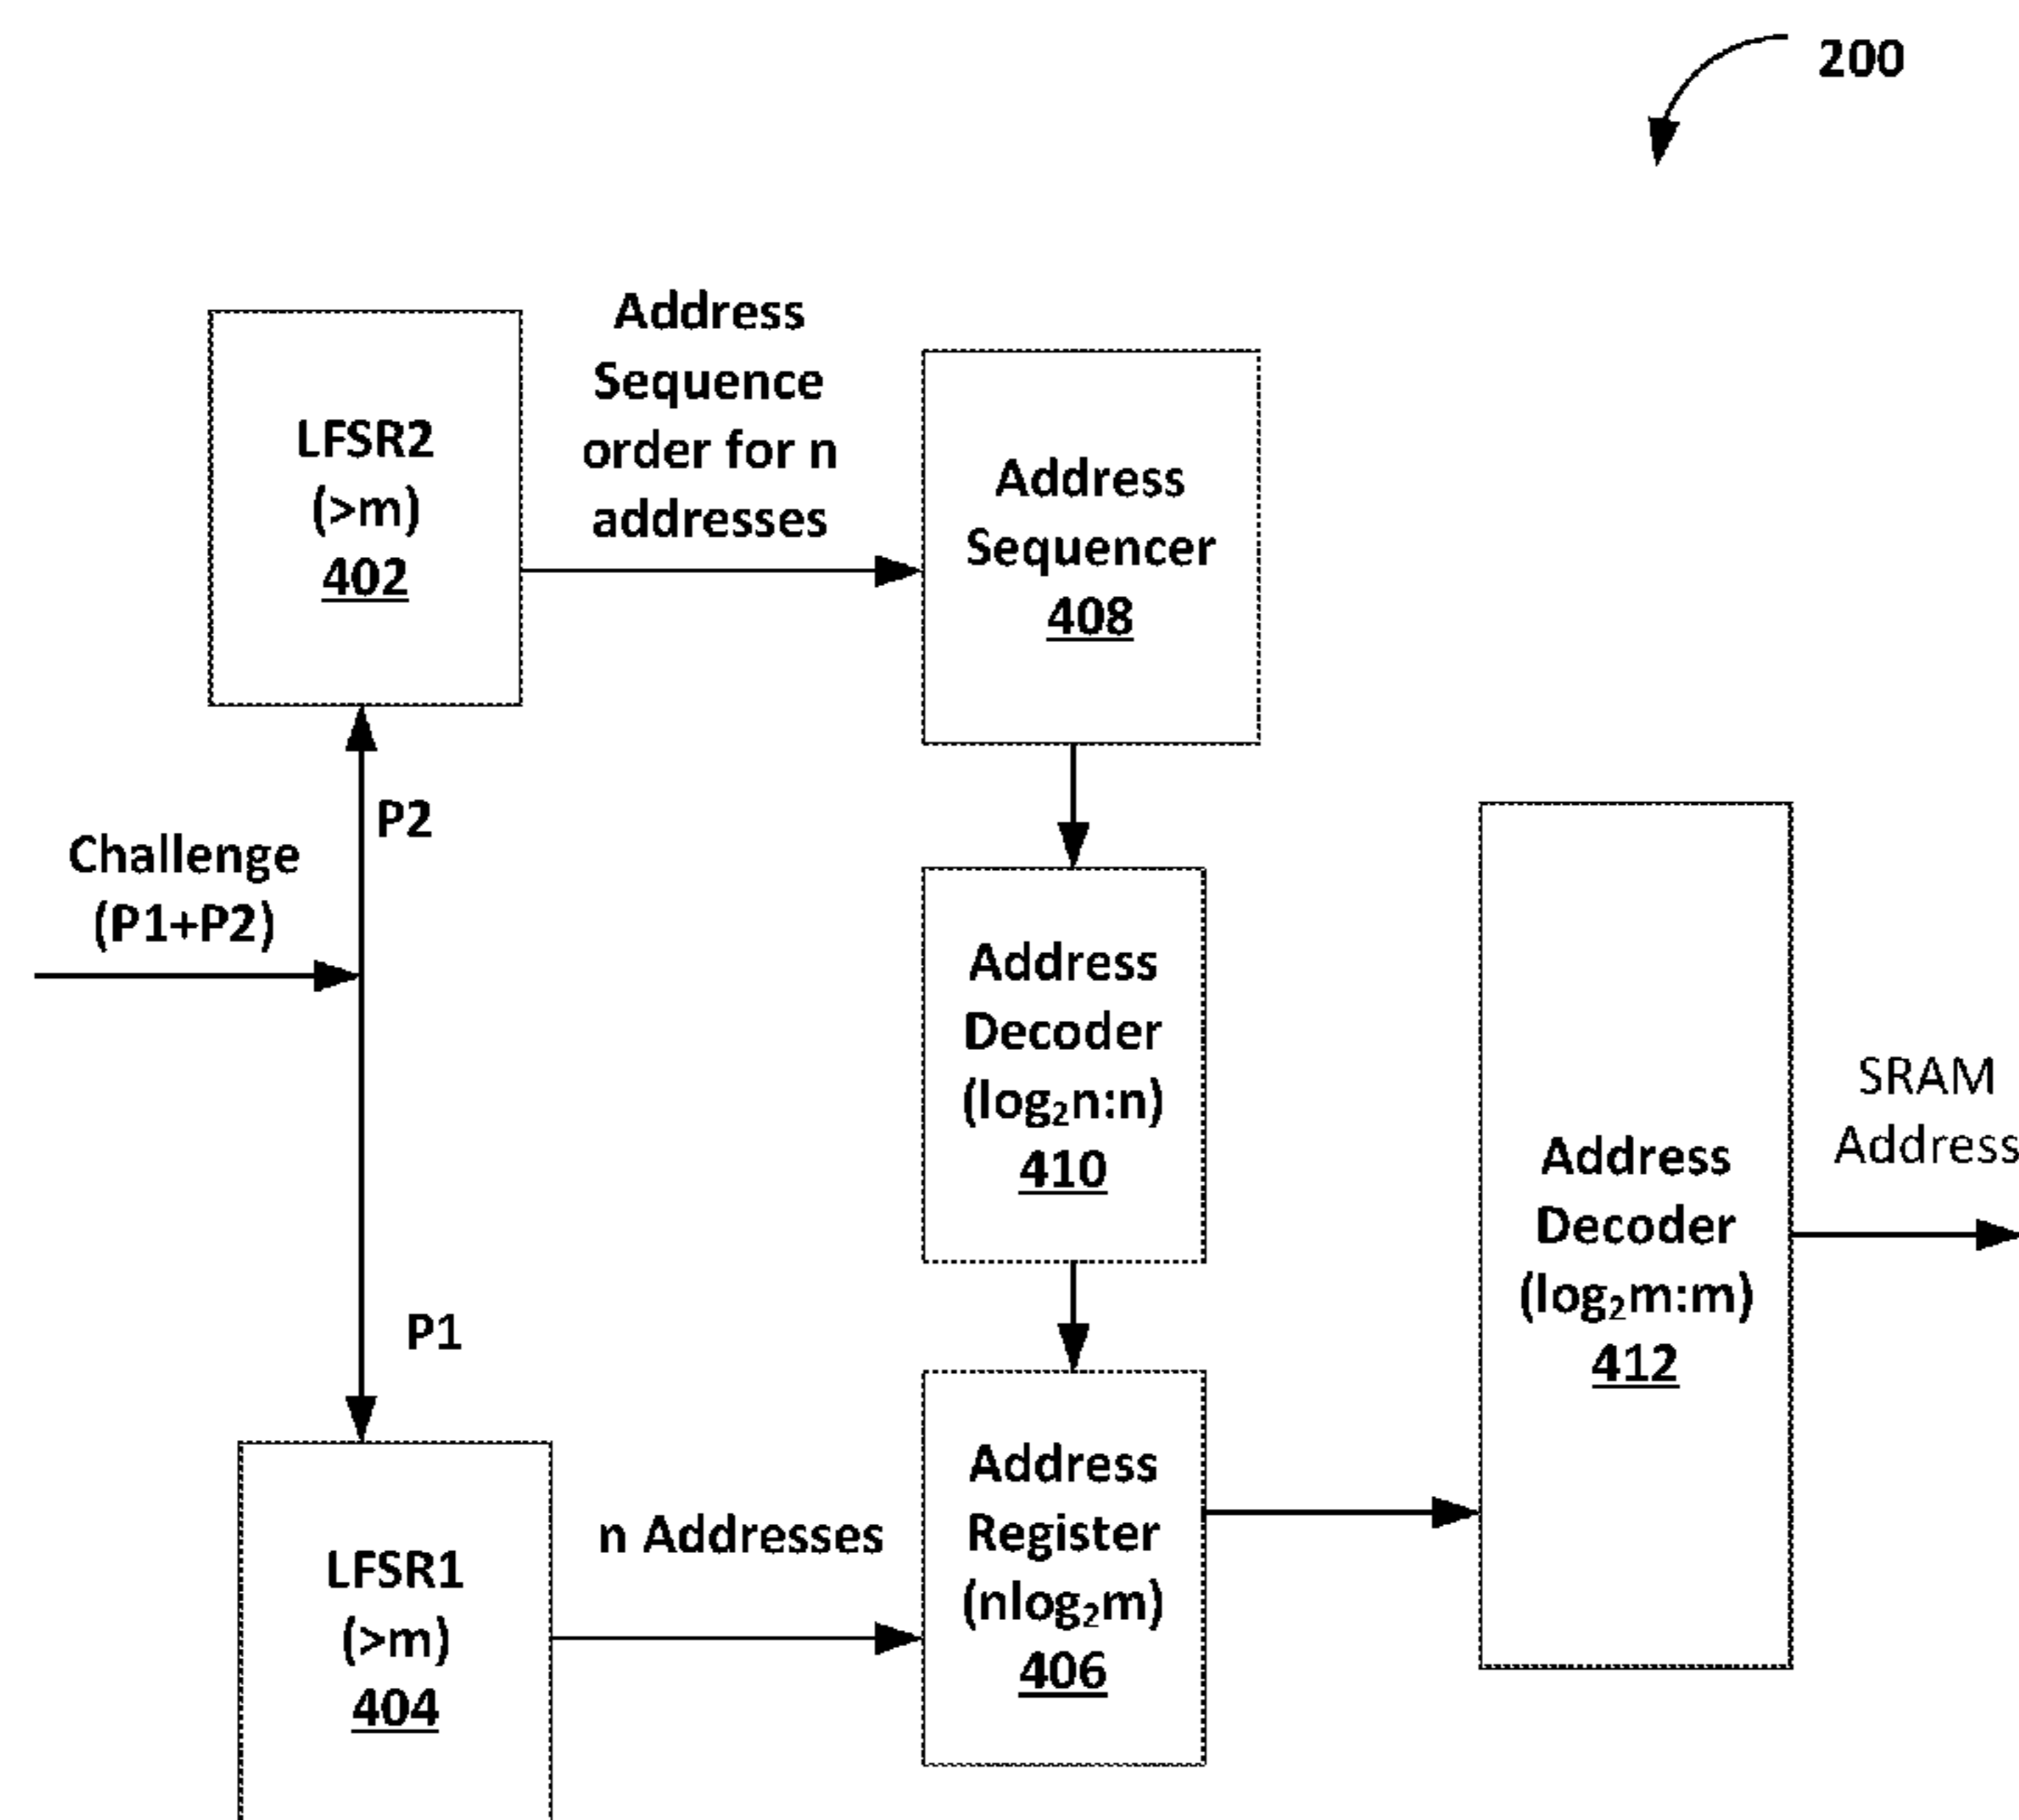 200
Address
Sequence
order for n
addresses
LFSR2
(>m)
402
Address
Sequencer
408
P2
Challenge
(P1+P2)
Address
Decoder
(log₂n:n)
410
SRAM
Address
Address
Decoder
(log₂m:m)
412
P1
Address
Register
(nlog₂m)
406
n Addresses
LFSR1
(>m)
404